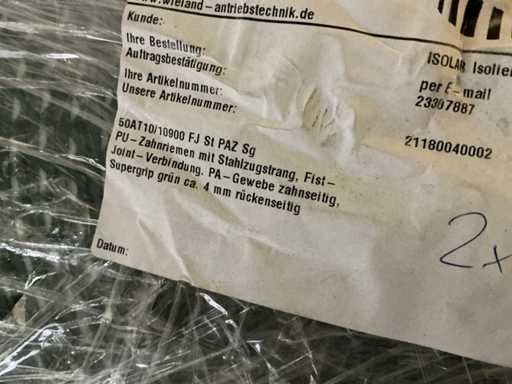 www.wieland-antriebstechnik.de
Kunde:
ISOLAR Isolier
Ihre Bestellung: per E-mail
Auftragsbestätigung: 23307887
Ihre Artikelnummer:
Unsere Artikelnummer: 21180040002
50AT10/10900 FJ St PAZ Sg
PU-Zahnriemen mit Stahlzugstrang, Fist-
Joint-Verbindung. PA-Gewebe zahnseitig,
Supergrip grün ca. 4 mm rückenseitig
2x
Datum: